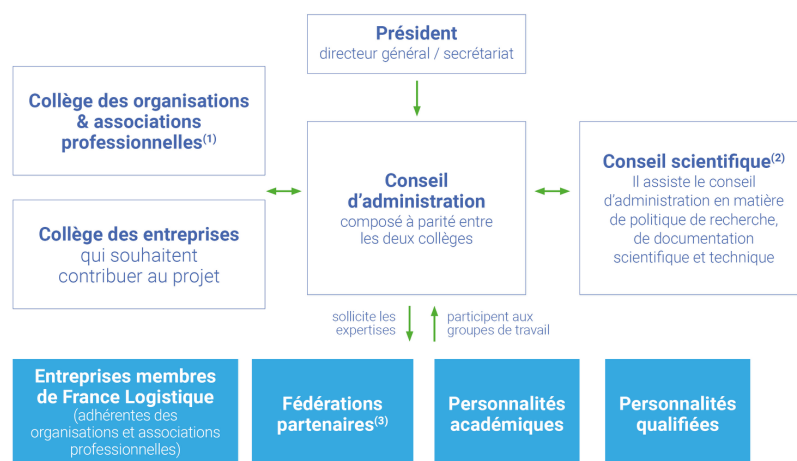 Président
directeur général / secrétariat
Collège des organisations
& associations
professionnelles(1)
Collège des entreprises
qui souhaitent
contribuer au projet
Conseil
d’administration
composé à parité entre
les deux collèges
Conseil scientifique(2)
Il assiste le conseil
d’administration en matière
de politique de recherche,
de documentation
scientifique et technique
sollicite les
expertises
participent aux
groupes de travail
Entreprises membres
de France Logistique
(adhérentes des
organisations et associations
professionnelles)
Fédérations
partenaires(3)
Personnalités
académiques
Personnalités
qualifiées